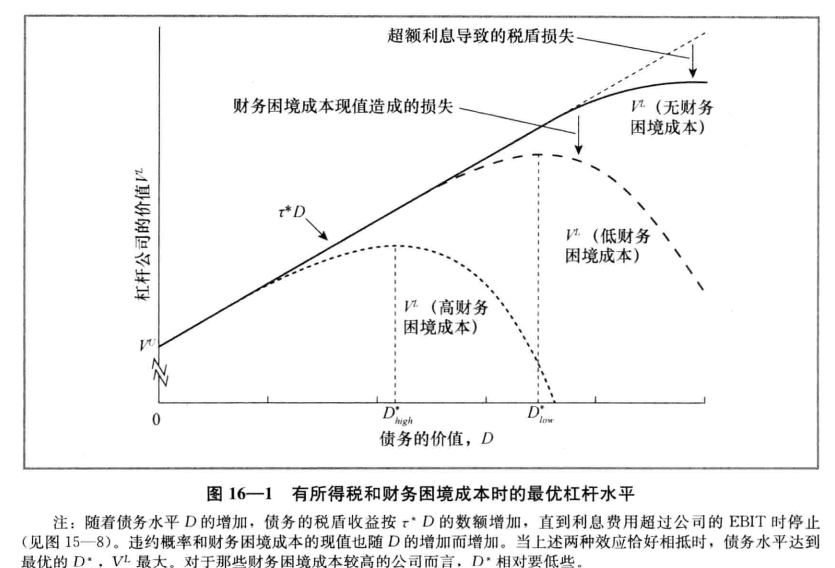 超额利息导致的税盾损失
财务困境成本现值造成的损失
Vᴸ（无财务
困境成本）
τ*D
Vᴸ（低财务
困境成本）
Vᴸ（高财务
困境成本）
杠杆公司的价值Vᴸ
Vᵁ
0
D*high
D*low
债务的价值，D
图 16—1 有所得税和财务困境成本时的最优杠杆水平
注：随着债务水平 D 的增加，债务的税盾收益按 τ* D 的数额增加，直到利息费用超过公司的 EBIT 时停止
（见图 15—8）。违约概率和财务困境成本的现值也随 D 的增加而增加。当上述两种效应恰好相抵时，债务水平达到
最优的 D*，Vᴸ 最大。对于那些财务困境成本较高的公司而言，D* 相对要低些。